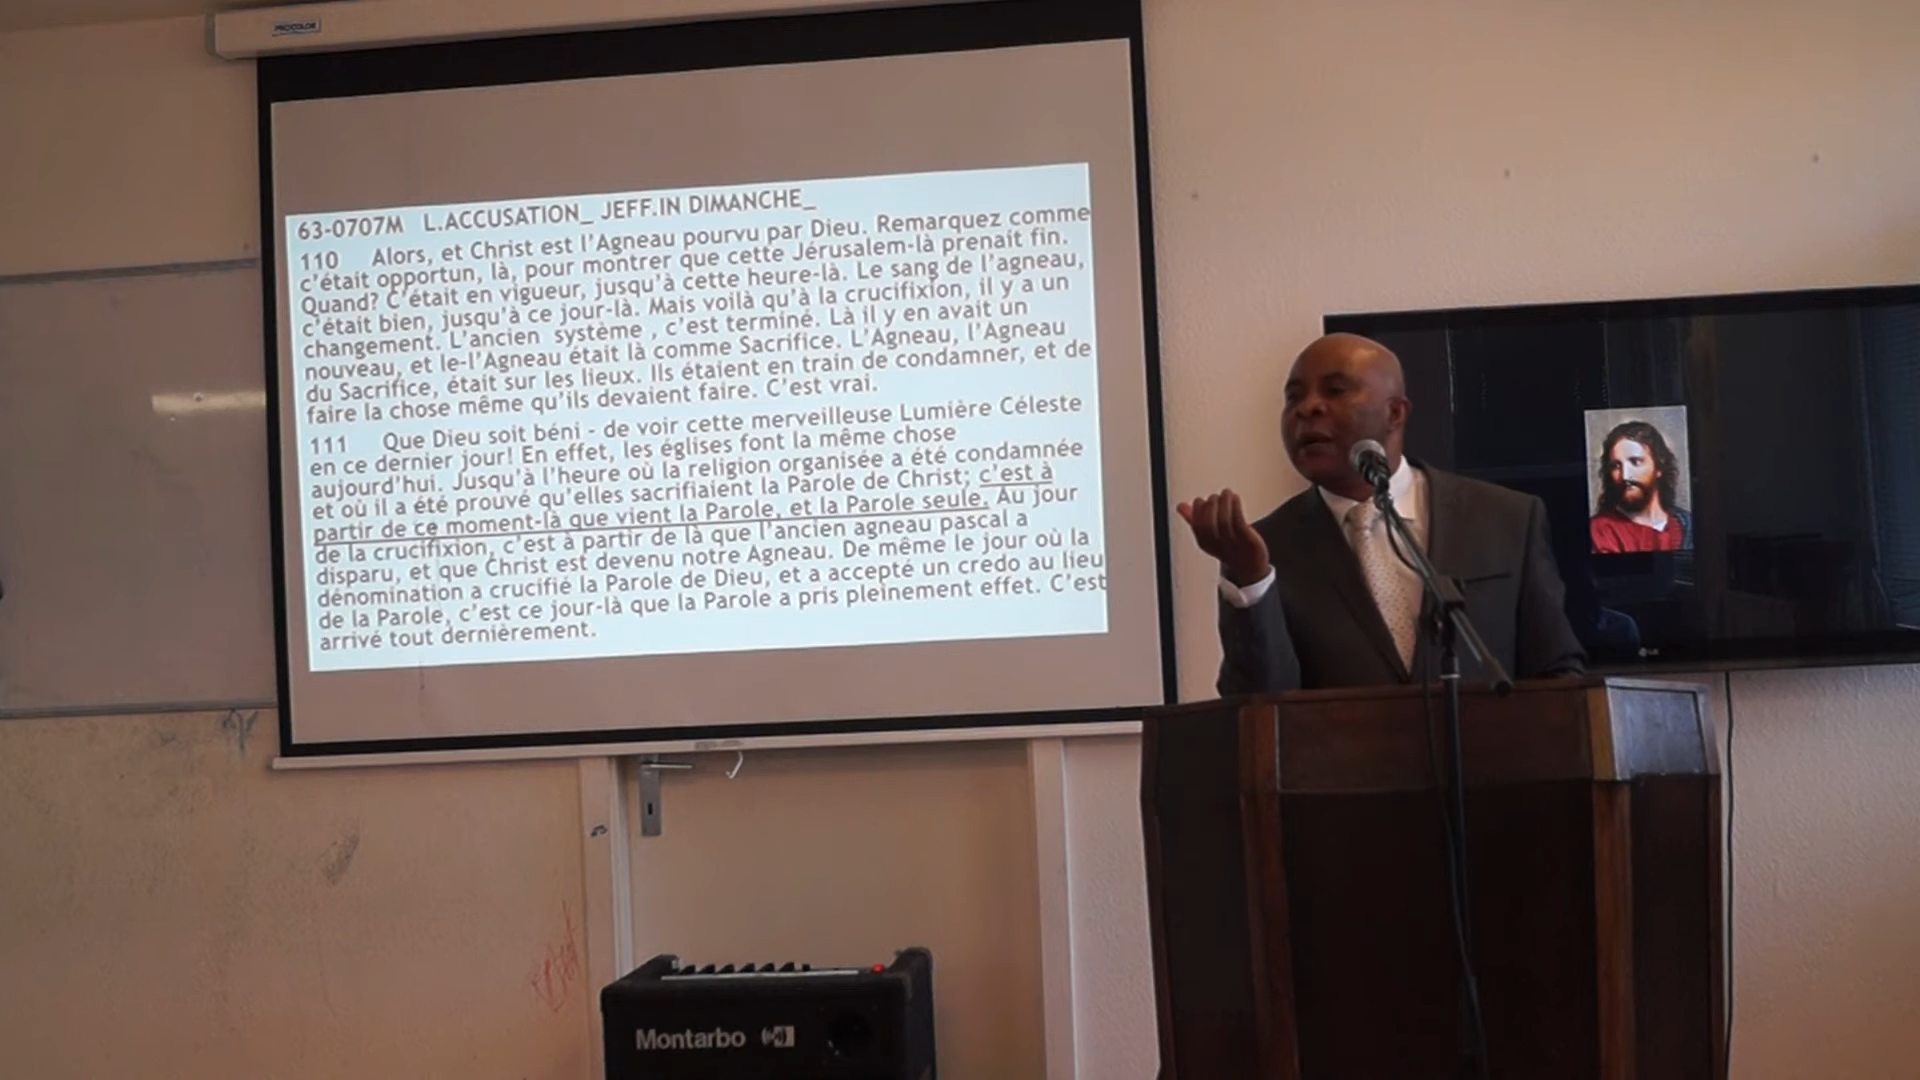 PROCOLOR
63-0707M L.ACCUSATION_ JEFF.IN DIMANCHE_
110 Alors, et Christ est l'Agneau pourvu par Dieu. Remarquez comme
c'était opportun, là, pour montrer que cette Jérusalem-là prenait fin.
Quand? C'était en vigueur, jusqu'à cette heure-là. Le sang de l'agneau,
c'était bien, jusqu'à ce jour-là. Mais voilà qu'à la crucifixion, il y a un
changement. L'ancien système , c'est terminé. Là il y en avait un
nouveau, et le-l'Agneau était là comme Sacrifice. L'Agneau, l'Agneau
du Sacrifice, était sur les lieux. Ils étaient en train de condamner, et de
faire la chose même qu'ils devaient faire. C'est vrai.
111 Que Dieu soit béni - de voir cette merveilleuse Lumière Céleste
en ce dernier jour! En effet, les églises font la même chose
aujourd'hui. Jusqu'à l'heure où la religion organisée a été condamnée
et où il a été prouvé qu'elles sacrifiaient la Parole de Christ; c'est à
partir de ce moment-là que vient la Parole, et la Parole seule. Au jour
de la crucifixion, c'est à partir de là que l'ancien agneau pascal a
disparu, et que Christ est devenu notre Agneau. De même le jour où la
dénomination a crucifié la Parole de Dieu, et a accepté un credo au lieu
de la Parole, c'est ce jour-là que la Parole a pris pleinement effet. C'est
arrivé tout dernièrement.
LG
Montarbo